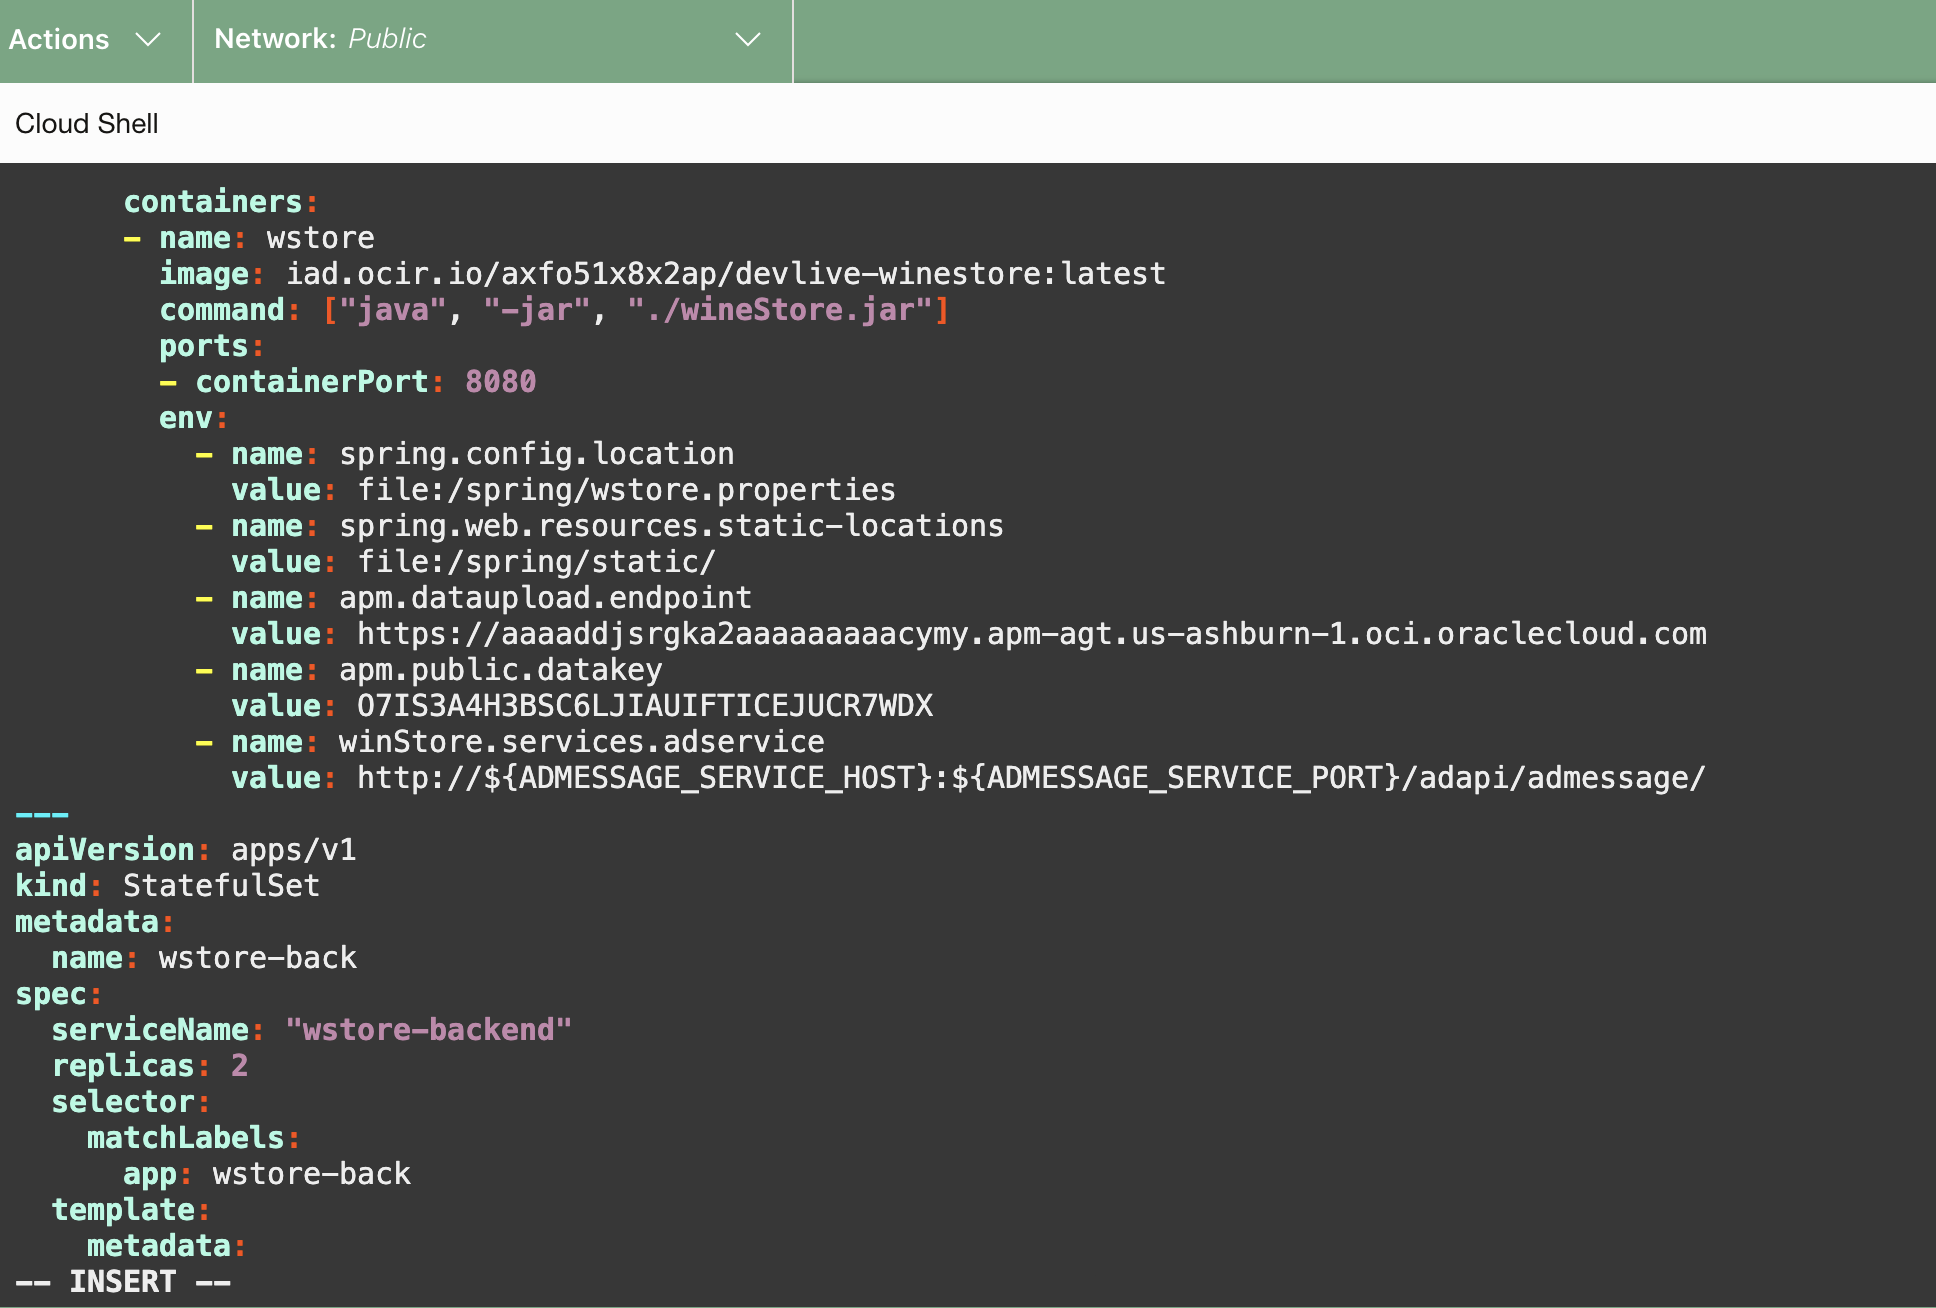 Actions
Network: Public
Cloud Shell
      containers:
      - name: wstore
        image: iad.ocir.io/axfo51x8x2ap/devlive-winestore:latest
        command: ["java", "-jar", "./wineStore.jar"]
        ports:
        - containerPort: 8080
        env:
          - name: spring.config.location
            value: file:/spring/wstore.properties
          - name: spring.web.resources.static-locations
            value: file:/spring/static/
          - name: apm.dataupload.endpoint
            value: https://aaaaddjsrgka2aaaaaaaaacymy.apm-agt.us-ashburn-1.oci.oraclecloud.com
          - name: apm.public.datakey
            value: O7IS3A4H3BSC6LJIAUIFTICEJUCR7WDX
          - name: winStore.services.adservice
            value: http://${ADMESSAGE_SERVICE_HOST}:${ADMESSAGE_SERVICE_PORT}/adapi/admessage/
---
apiVersion: apps/v1
kind: StatefulSet
metadata:
  name: wstore-back
spec:
  serviceName: "wstore-backend"
  replicas: 2
  selector:
    matchLabels:
      app: wstore-back
  template:
    metadata:
-- INSERT --